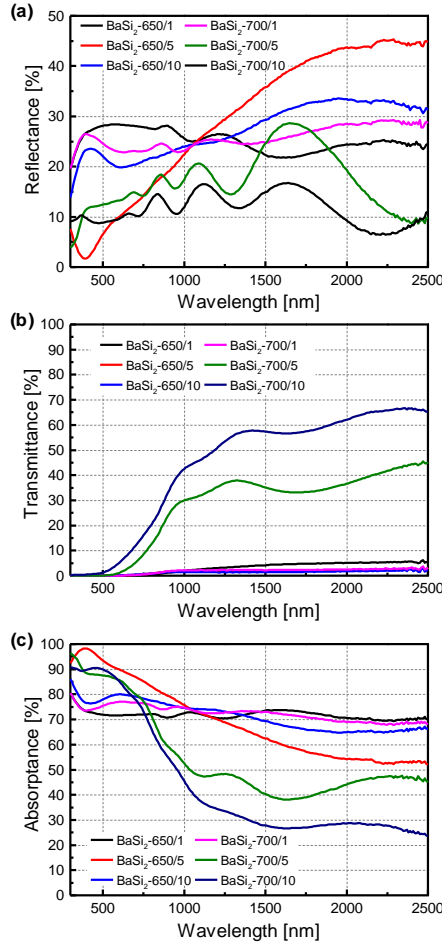 (a)
BaSi2-650/1 BaSi2-700/1
BaSi2-650/5 BaSi2-700/5
BaSi2-650/10 BaSi2-700/10
Reflectance [%]
50
40
30
20
10
0
500 1000 1500 2000 2500
Wavelength [nm]
(b)
BaSi2-650/1 BaSi2-700/1
BaSi2-650/5 BaSi2-700/5
BaSi2-650/10 BaSi2-700/10
Transmittance [%]
100
90
80
70
60
50
40
30
20
10
0
500 1000 1500 2000 2500
Wavelength [nm]
(c)
Absorptance [%]
100
90
80
70
60
50
40
30
20
10
0
BaSi2-650/1 BaSi2-700/1
BaSi2-650/5 BaSi2-700/5
BaSi2-650/10 BaSi2-700/10
500 1000 1500 2000 2500
Wavelength [nm]